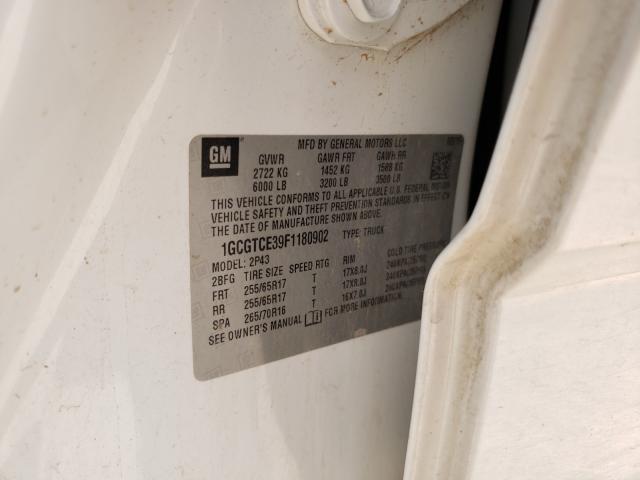 GM
MFD BY GENERAL MOTORS LLC
GVWR GAWR FRT GAWR RR
2722 KG 1452 KG 1588 KG
6000 LB 3200 LB 3500 LB
THIS VEHICLE CONFORMS TO ALL APPLICABLE U.S. FEDERAL MOTOR
VEHICLE SAFETY AND THEFT PREVENTION STANDARDS IN EFFECT ON
THE DATE OF MANUFACTURE SHOWN ABOVE.
1GCGTCE39F1180902 TYPE: TRUCK
MODEL: 2P43
2BFG TIRE SIZE SPEED RTG RIM COLD TIRE
FRT 255/65R17 T 17X8.0J
RR 255/65R17 T 17X8.0J
SPA 265/70R16 T 16X7.0J
SEE OWNER'S MANUAL FOR MORE INFORMATION.